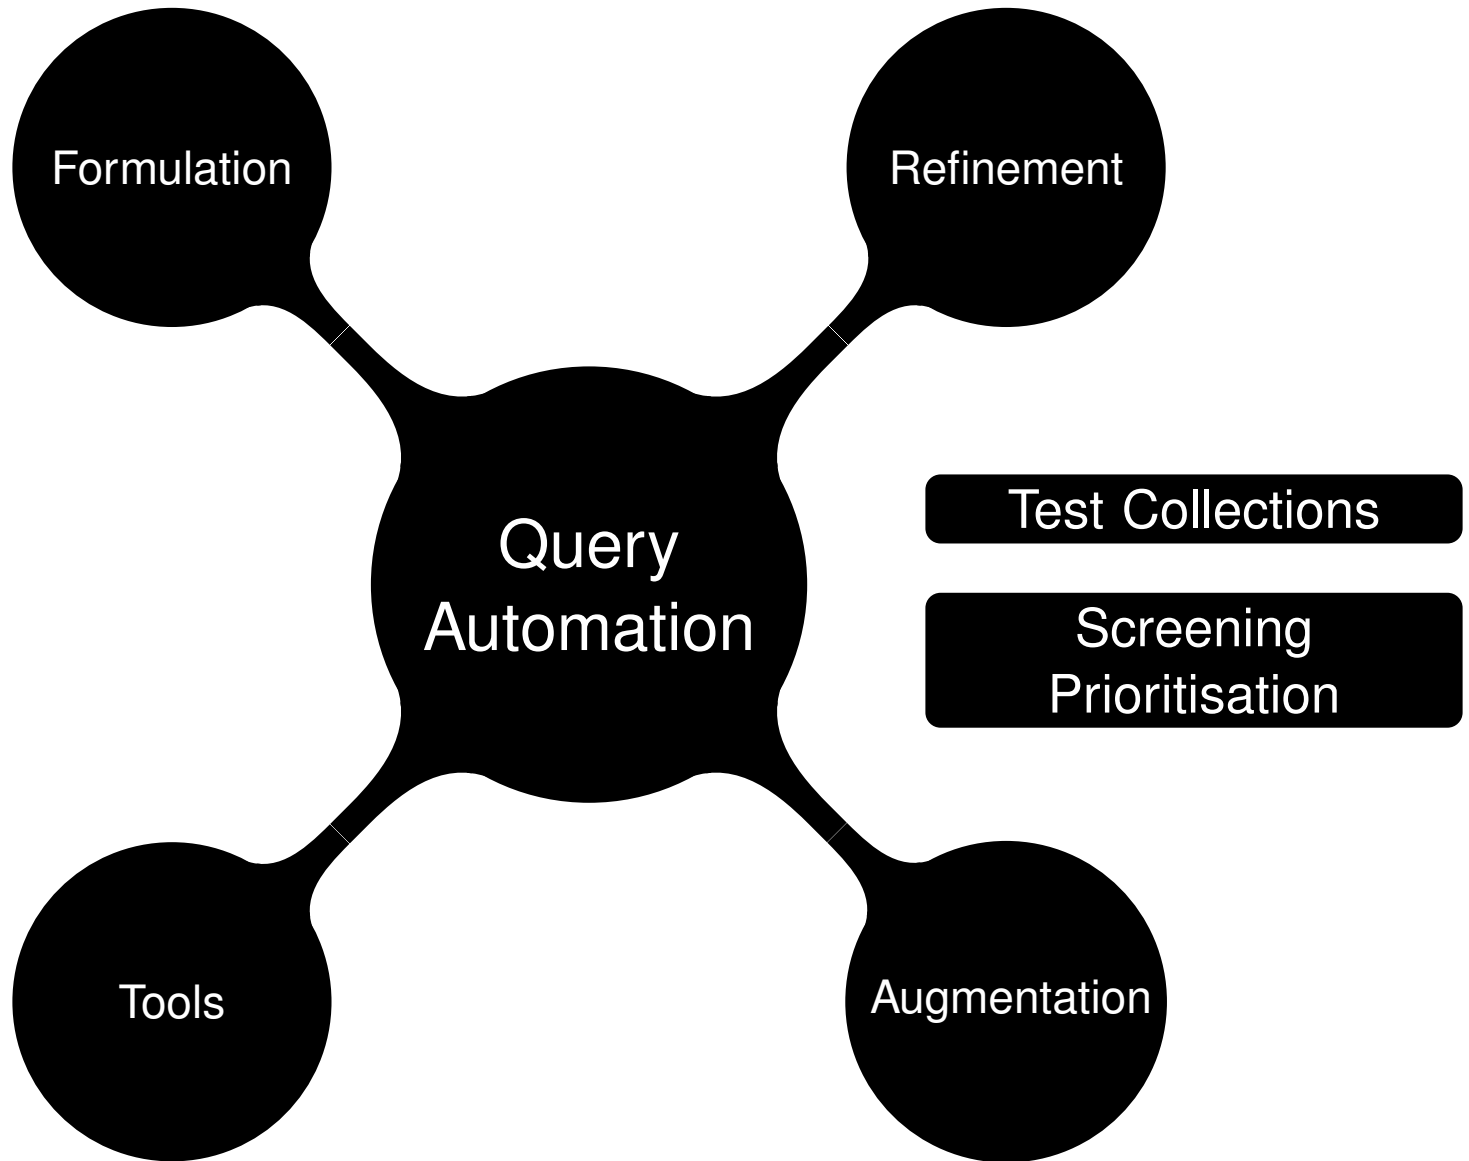 Formulation
Refinement
Query
Automation
Test Collections
Screening
Prioritisation
Tools
Augmentation